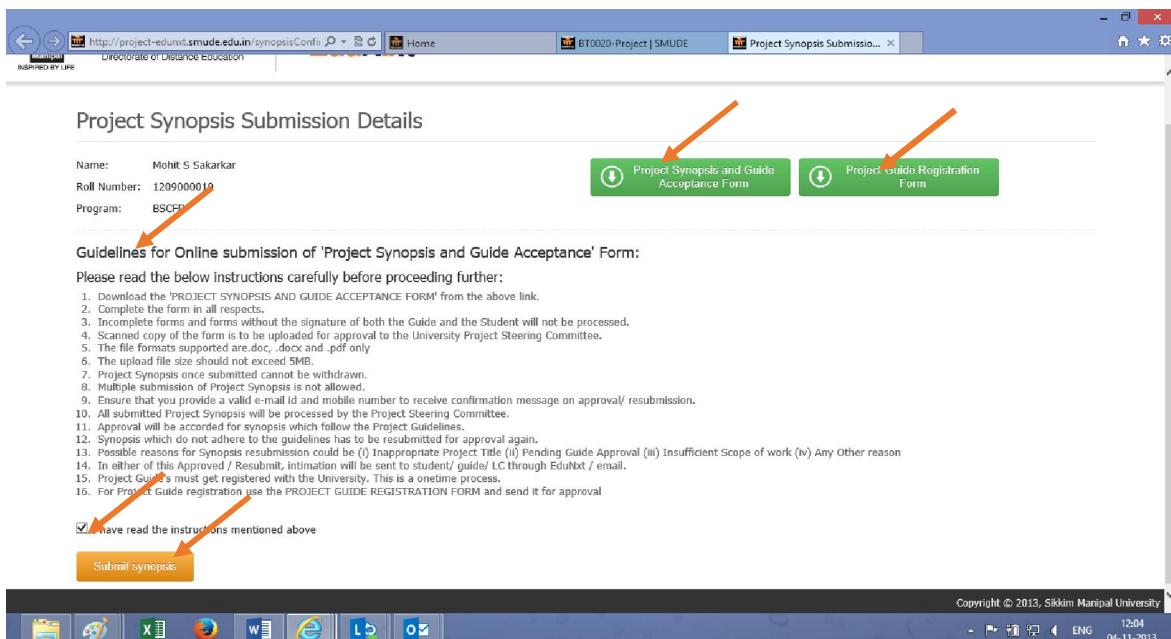 http://project-edunxt.smude.edu.in/synopsisConfi
Home
BT0020-Project | SMUDE
Project Synopsis Submissio...
Manipal
INSPIRED BY LIFE
Directorate of Distance Education
Project Synopsis Submission Details
Name: Mohit S Sakarkar
Roll Number: 1209000019
Program:
Project Synopsis and Guide
Acceptance Form
Project Guide Registration
Form
Guidelines for Online submission of 'Project Synopsis and Guide Acceptance' Form:
Please read the below instructions carefully before proceeding further:
1. Download the 'PROJECT SYNOPSIS AND GUIDE ACCEPTANCE FORM' from the above link.
2. Complete the form in all respects.
3. Incomplete forms and forms without the signature of both the Guide and the Student will not be processed.
4. Scanned copy of the form is to be uploaded for approval to the University Project Steering Committee.
5. The file formats supported are.doc, .docx and .pdf only
6. The upload file size should not exceed 5MB.
7. Project Synopsis once submitted cannot be withdrawn.
8. Multiple submission of Project Synopsis is not allowed.
9. Ensure that you provide a valid e-mail id and mobile number to receive confirmation message on approval/ resubmission.
10. All submitted Project Synopsis will be processed by the Project Steering Committee.
11. Approval will be accorded for synopsis which follow the Project Guidelines.
12. Synopsis which do not adhere to the guidelines has to be resubmitted for approval again.
13. Possible reasons for Synopsis resubmission could be (i) Inappropriate Project Title (ii) Pending Guide Approval (iii) Insufficient Scope of work (iv) Any Other reason
14. In either of this Approved / Resubmit, intimation will be sent to student/ guide/ LC through EduNxt / email.
15. Project Guide's must get registered with the University. This is a onetime process.
16. For Project Guide registration use the PROJECT GUIDE REGISTRATION FORM and send it for approval
I have read the instructions mentioned above
Submit synopsis
Copyright © 2013, Sikkim Manipal University
ENG
12:04
04-11-2013